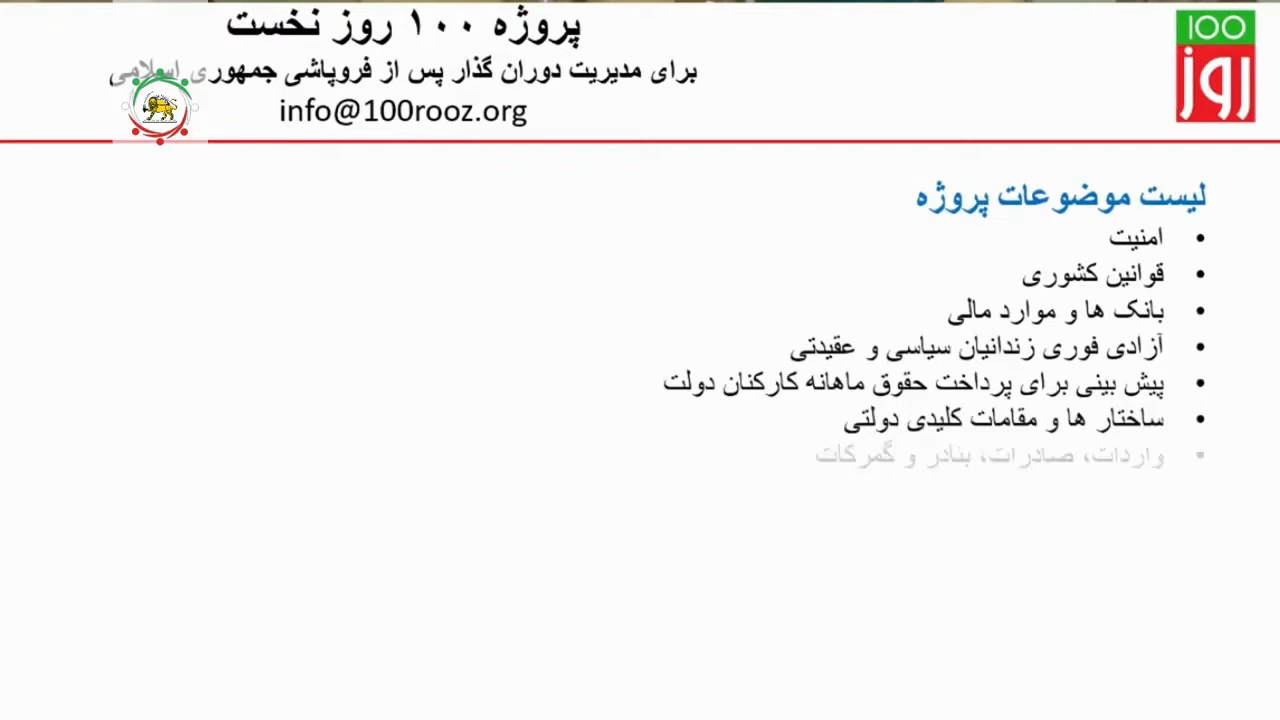 پروژه ۱۰۰ روز نخست
برای مدیریت دوران گذار پس از فروپاشی جمهوری اسلامی
info@100rooz.org
100
روز
لیست موضوعات پروژه
• امنیت
• قوانین کشوری
• بانک ها و موارد مالی
• آزادی فوری زندانیان سیاسی و عقیدتی
• پیش بینی برای پرداخت حقوق ماهانه کارکنان دولت
• ساختار ها و مقامات کلیدی دولتی
• واردات، صادرات، بنادر و گمرکات